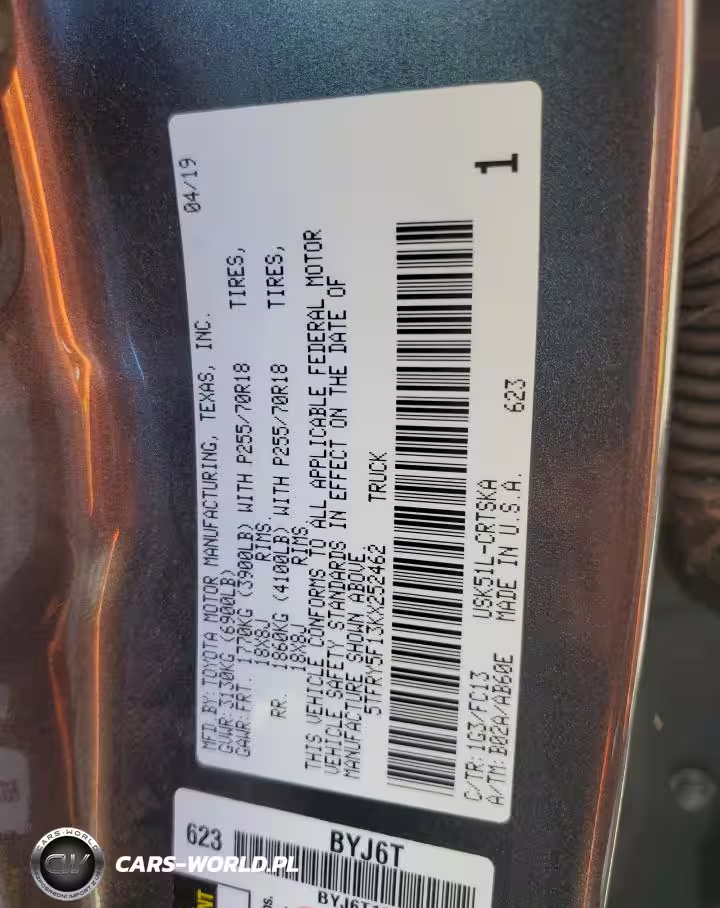 MFD BY: TOYOTA MOTOR MANUFACTURING, TEXAS, INC. 04/19
GVWR: 3130KG (6900LB)
GAWR: FRT. 1770KG (3900LB) WITH P255/70R18 TIRES,
18X8J RIMS.
RR. 1860KG (4100LB) WITH P255/70R18 TIRES,
18X8J RIMS.
THIS VEHICLE CONFORMS TO ALL APPLICABLE FEDERAL MOTOR
VEHICLE SAFETY STANDARDS IN EFFECT ON THE DATE OF
MANUFACTURE SHOWN ABOVE.
5TFRY5F13KX252462 TRUCK
1
C/TR: 1G3/FC13 USK51L-CRTSKA 623
A/TM: B02A/AB60E MADE IN U.S.A.
623 BYJ6T
CARS-WORLD
CARS-WORLD.PL